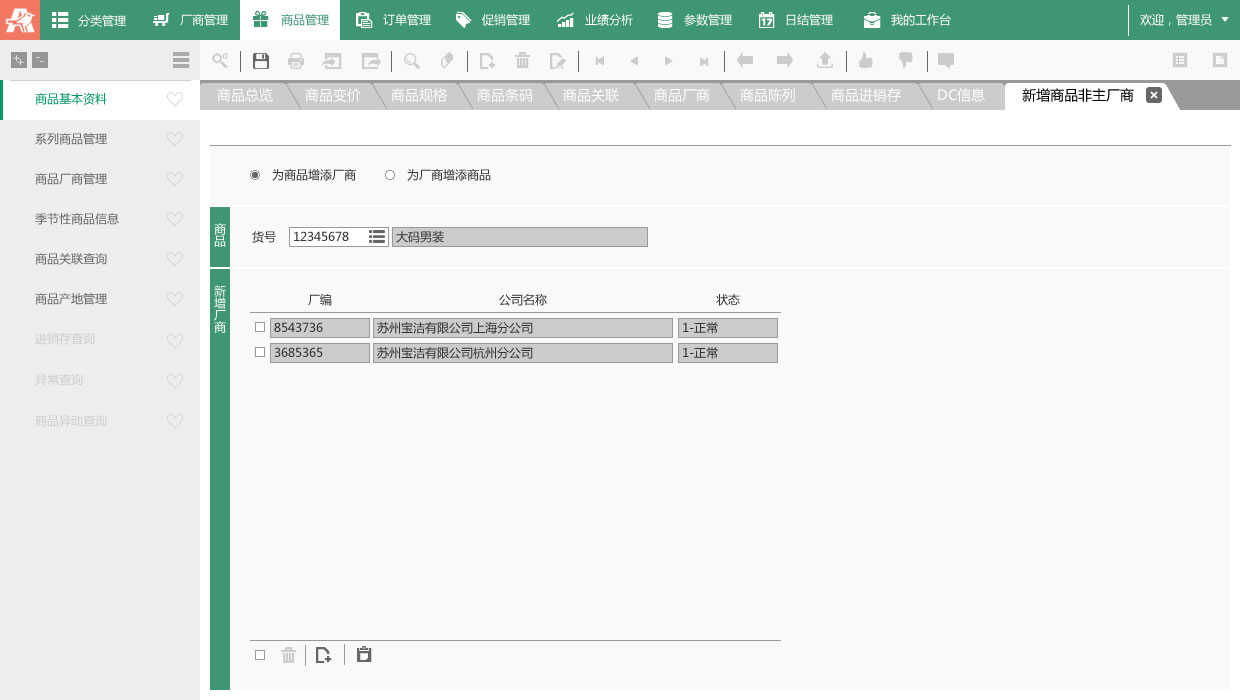 分类管理 厂商管理 商品管理 订单管理 促销管理 业绩分析 参数管理 日结管理 我的工作台 欢迎，管理员
商品总览 商品变价 商品规格 商品条码 商品关联 商品厂商 商品陈列 商品进销存 DC信息 新增商品非主厂商
商品基本资料
系列商品管理
商品厂商管理
季节性商品信息
商品关联查询
商品产地管理
进销存查询
异常查询
商品异动查询
为商品增添厂商 为厂商增添商品
商品
货号 12345678 大码男装
新增厂商
厂编 公司名称 状态
8543736 苏州宝洁有限公司上海分公司 1-正常
3685365 苏州宝洁有限公司杭州分公司 1-正常